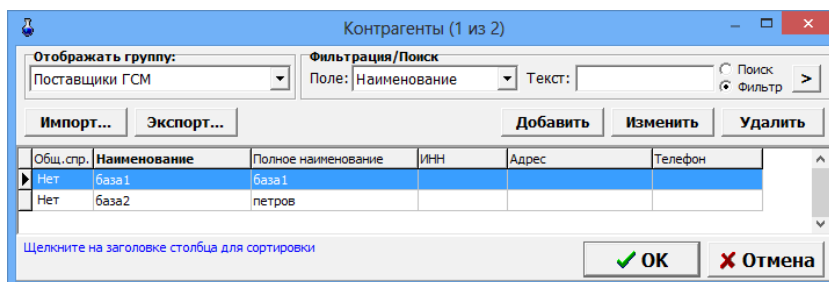 Контрагенты (1 из 2)
Отображать группу:
Фильтрация/Поиск
Поставщики ГСМ
Поле: Наименование Текст:
Поиск
Фильтр
>
Импорт... Экспорт... Добавить Изменить Удалить
Общ.спр. Наименование Полное наименование ИНН Адрес Телефон
Нет база1 база1
Нет база2 петров
Щелкните на заголовке столбца для сортировки
OK Отмена